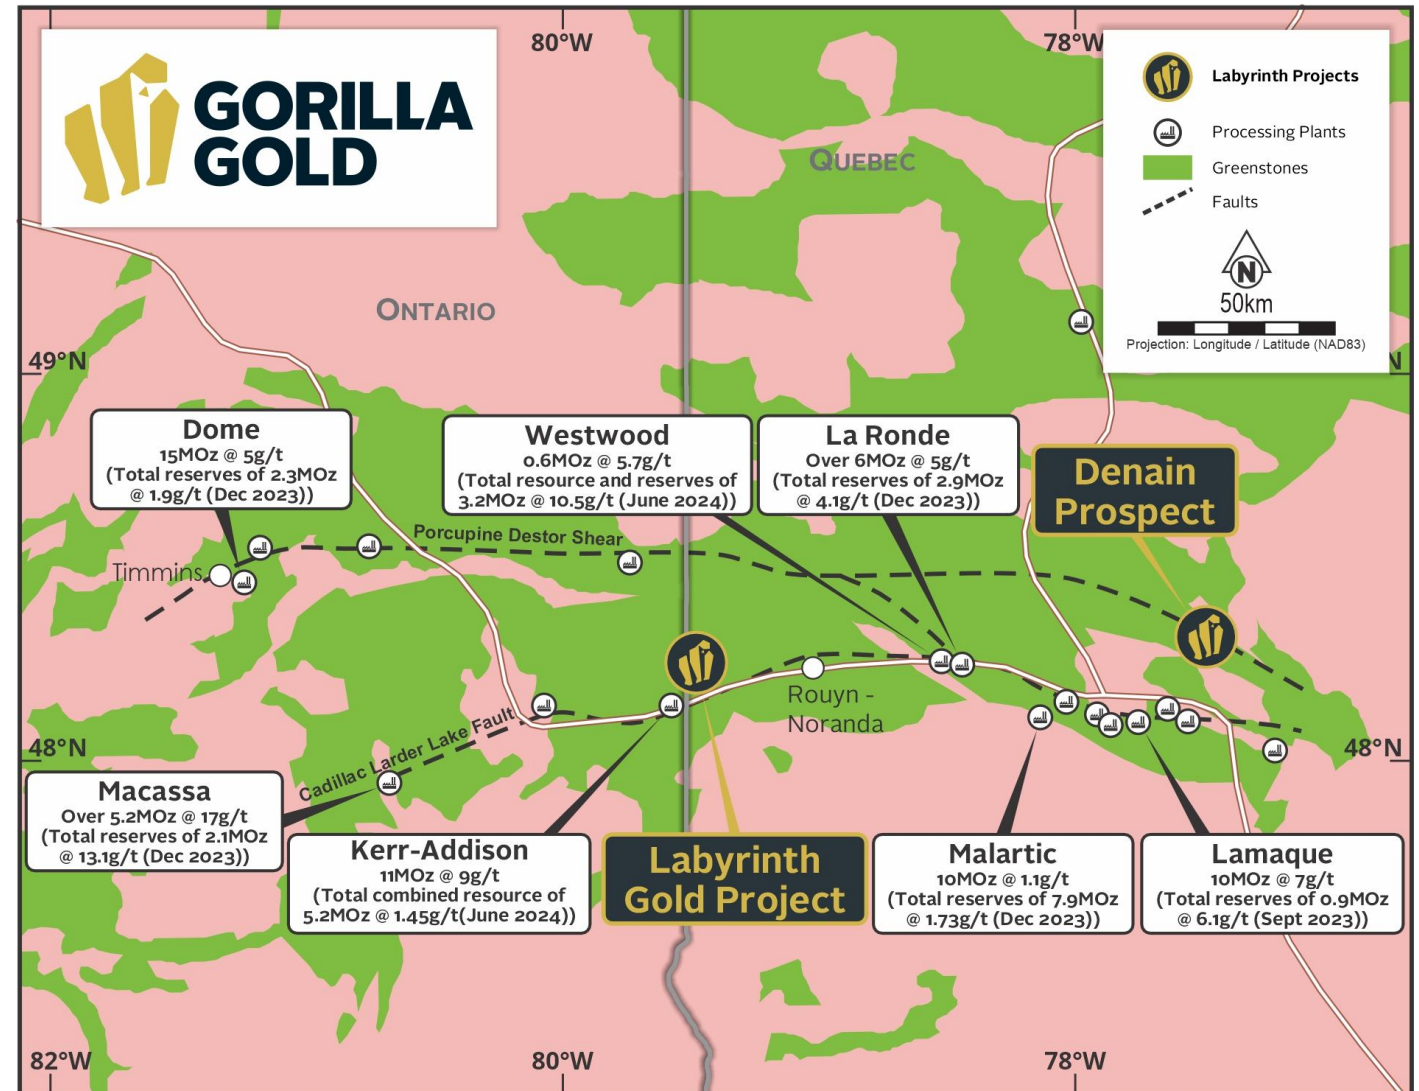 80°W
78°W
GORILLA
GOLD
Labyrinth Projects
Processing Plants
Greenstones
Faults
N
50km
Projection: Longitude / Latitude (NAD83)
QUEBEC
ONTARIO
49°N
N
Dome
15MOz @ 5g/t
(Total reserves of 2.3MOz
@ 1.9g/t (Dec 2023))
Westwood
0.6MOz @ 5.7g/t
(Total resource and reserves of
3.2MOz @ 10.5g/t (June 2024))
La Ronde
Over 6MOz @ 5g/t
(Total reserves of 2.9MOz
@ 4.1g/t (Dec 2023))
Denain
Prospect
Porcupine Destor Shear
Timmins
Rouyn -
Noranda
Cadillac Larder Lake Fault
48°N
48°N
Macassa
Over 5.2MOz @ 17g/t
(Total reserves of 2.1MOz
@ 13.1g/t (Dec 2023))
Kerr-Addison
11MOz @ 9g/t
(Total combined resource of
5.2MOz @ 1.45g/t(June 2024))
Labyrinth
Gold Project
Malartic
10MOz @ 1.1g/t
(Total reserves of 7.9MOz
@ 1.73g/t (Dec 2023))
Lamaque
10MOz @ 7g/t
(Total reserves of 0.9MOz
@ 6.1g/t (Sept 2023))
82°W
80°W
78°W